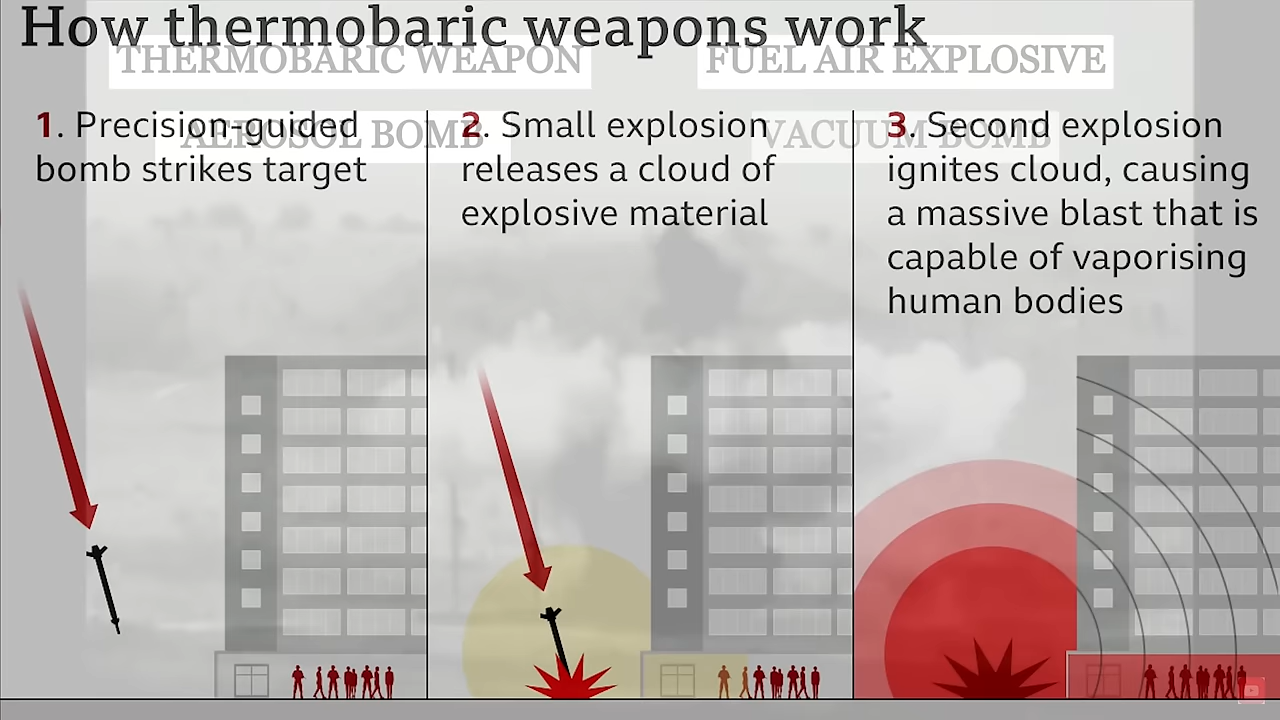 How thermobaric weapons work
THERMOBARIC WEAPON
FUEL AIR EXPLOSIVE
AEROSOL BOMB
VACUUM BOMB
1. Precision-guided
bomb strikes target
2. Small explosion
releases a cloud of
explosive material
3. Second explosion
ignites cloud, causing
a massive blast that is
capable of vaporising
human bodies